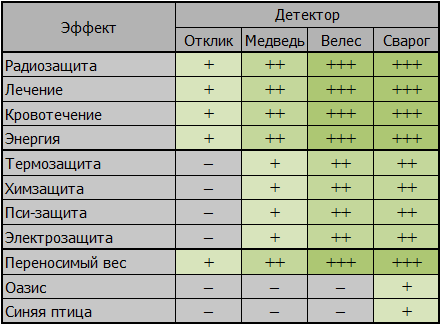 Эффект Детектор
Отклик Медведь Велес Сварог
Радиозащита + ++ +++ +++
Лечение + ++ +++ +++
Кровотечение + ++ +++ +++
Энергия + ++ +++ +++
Термозащита – + ++ ++
Химзащита – + ++ ++
Пси-защита – + ++ ++
Электрозащита – + ++ ++
Переносимый вес + ++ +++ +++
Оазис – – – +
Синяя птица – – – +